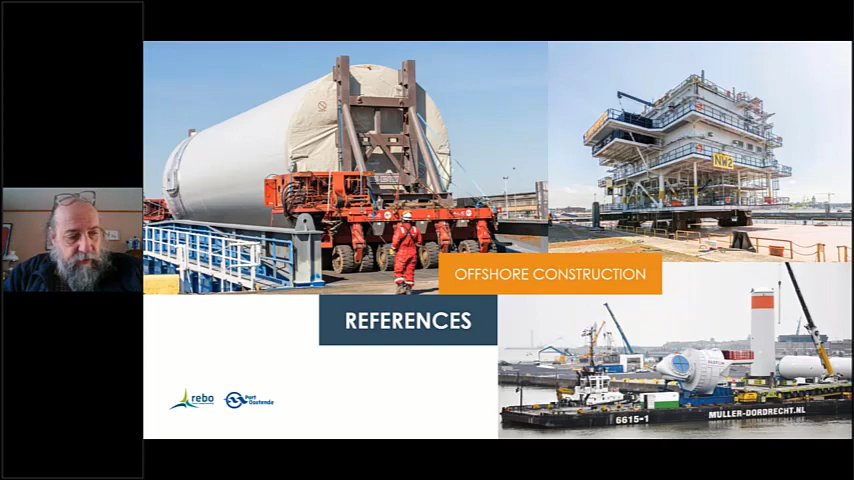 NW2
OFFSHORE CONSTRUCTION
REFERENCES
rebo
Port
Oostende
6615-1
MULLER-DORDRECHT.NL